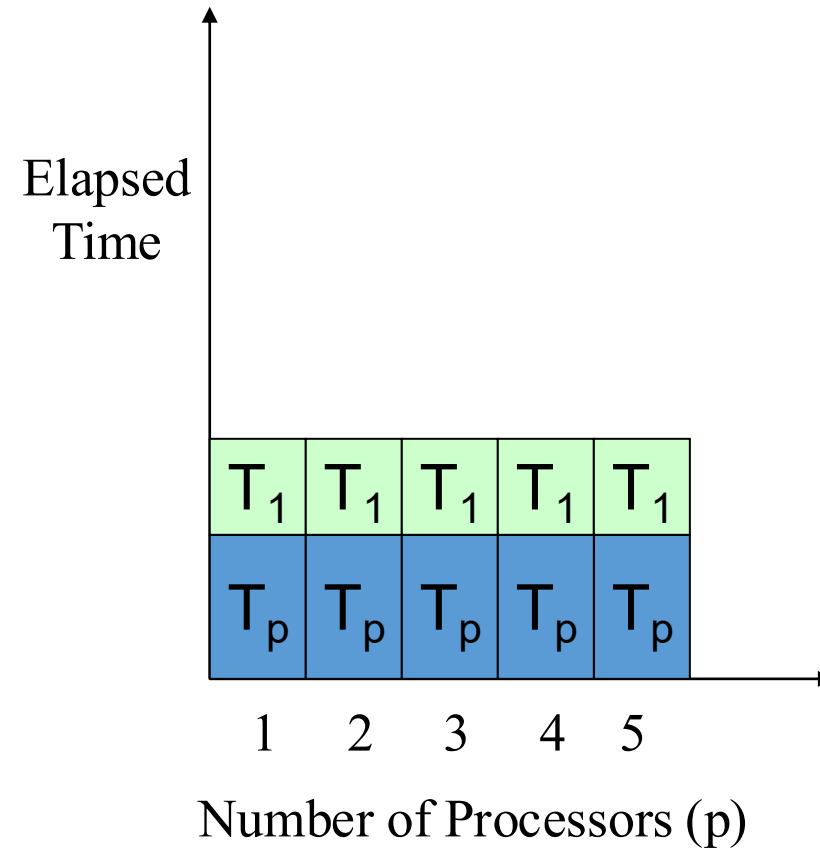 Elapsed
Time
T1 T1 T1 T1 T1
Tp Tp Tp Tp Tp
1 2 3 4 5
Number of Processors (p)